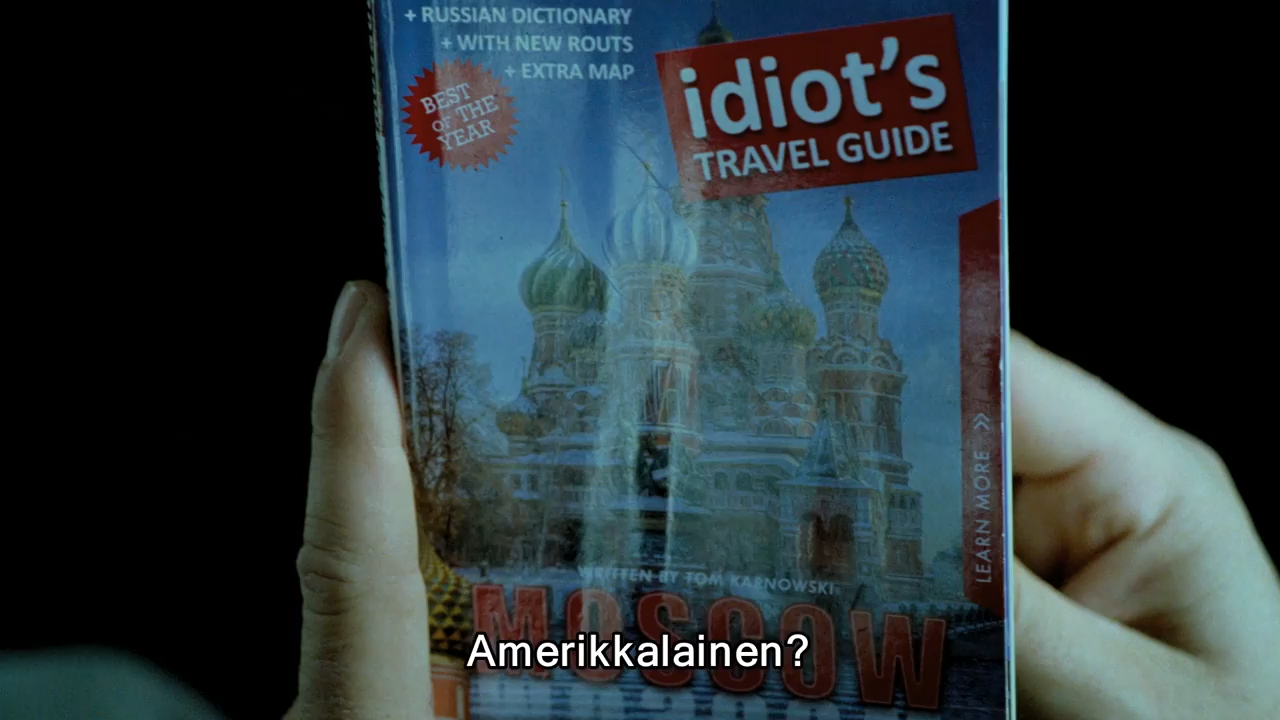 + RUSSIAN DICTIONARY
+ WITH NEW ROUTS
+ EXTRA MAP
BEST
OF THE
YEAR
idiot's
TRAVEL GUIDE
LEARN MORE »
WRITTEN BY TOM KARNOWSKI
MOSCOW
Amerikkalainen?